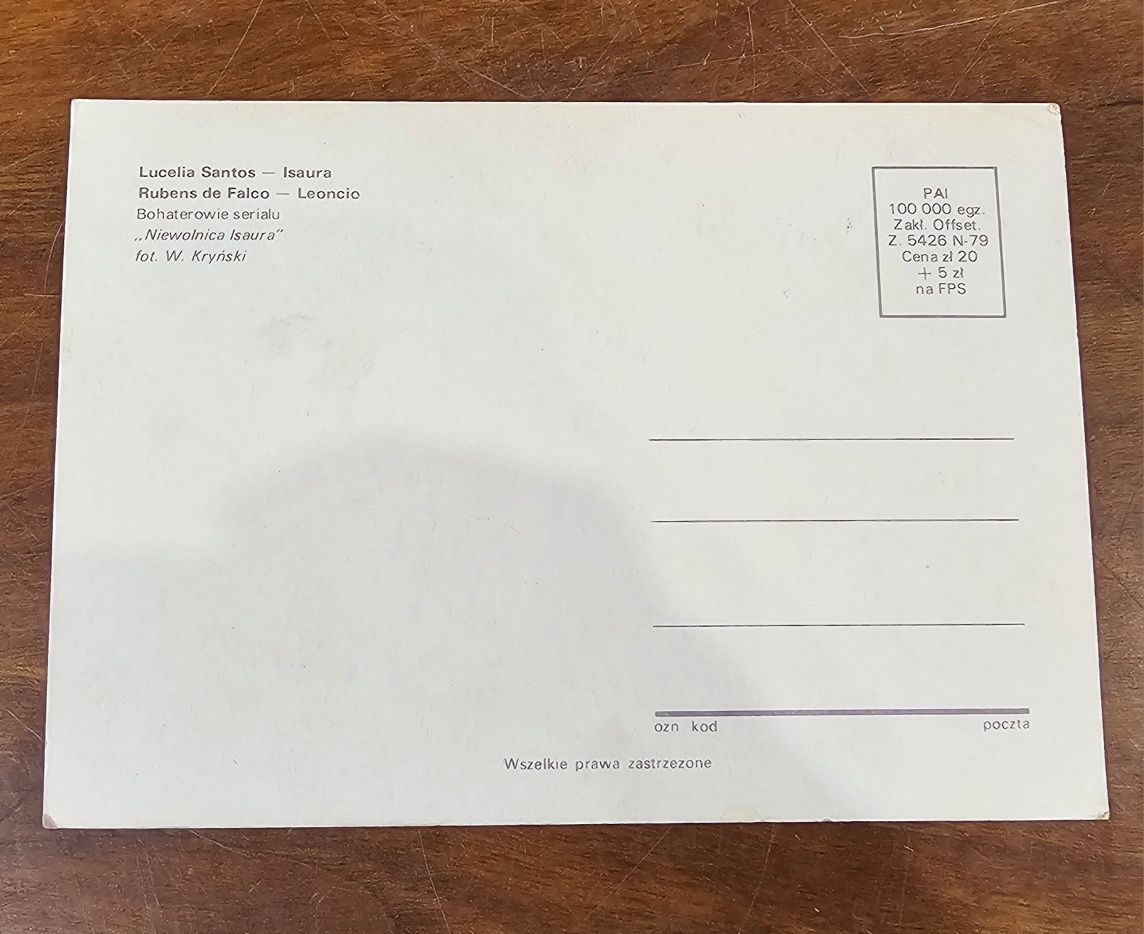 Lucelia Santos — Isaura
Rubens de Falco — Leoncio
Bohaterowie serialu
„Niewolnica Isaura”
fot. W. Kryński
PAI
100 000 egz.
Zakł. Offset.
Z. 5426 N-79
Cena zł 20
+ 5 zł
na FPS
ozn kod
poczta
Wszelkie prawa zastrzezone